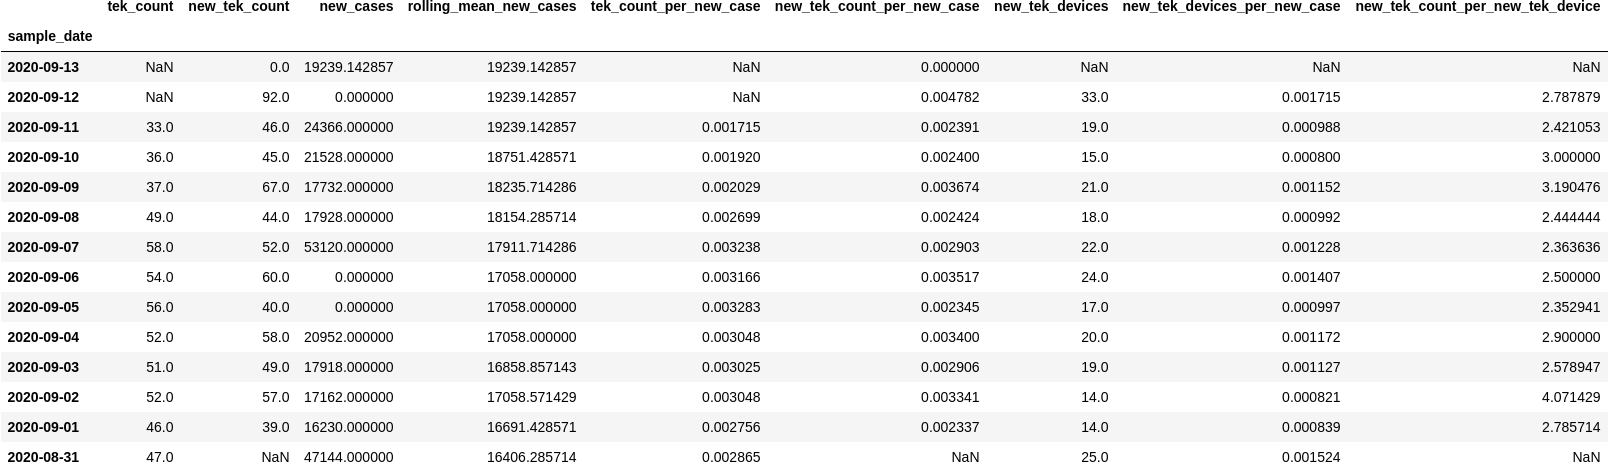 tek_count new_tek_count new_cases rolling_mean_new_cases tek_count_per_new_case new_tek_count_per_new_case new_tek_devices new_tek_devices_per_new_case new_tek_count_per_new_tek_device
sample_date
2020-09-13 NaN 0.0 19239.142857 19239.142857 NaN 0.000000 NaN NaN NaN
2020-09-12 NaN 92.0 0.000000 19239.142857 NaN 0.004782 33.0 0.001715 2.787879
2020-09-11 33.0 46.0 24366.000000 19239.142857 0.001715 0.002391 19.0 0.000988 2.421053
2020-09-10 36.0 45.0 21528.000000 18751.428571 0.001920 0.002400 15.0 0.000800 3.000000
2020-09-09 37.0 67.0 17732.000000 18235.714286 0.002029 0.003674 21.0 0.001152 3.190476
2020-09-08 49.0 44.0 17928.000000 18154.285714 0.002699 0.002424 18.0 0.000992 2.444444
2020-09-07 58.0 52.0 53120.000000 17911.714286 0.003238 0.002903 22.0 0.001228 2.363636
2020-09-06 54.0 60.0 0.000000 17058.000000 0.003166 0.003517 24.0 0.001407 2.500000
2020-09-05 56.0 40.0 0.000000 17058.000000 0.003283 0.002345 17.0 0.000997 2.352941
2020-09-04 52.0 58.0 20952.000000 17058.000000 0.003048 0.003400 20.0 0.001172 2.900000
2020-09-03 51.0 49.0 17918.000000 16858.857143 0.003025 0.002906 19.0 0.001127 2.578947
2020-09-02 52.0 57.0 17162.000000 17058.571429 0.003048 0.003341 14.0 0.000821 4.071429
2020-09-01 46.0 39.0 16230.000000 16691.428571 0.002756 0.002337 14.0 0.000839 2.785714
2020-08-31 47.0 NaN 47144.000000 16406.285714 0.002865 NaN 25.0 0.001524 NaN